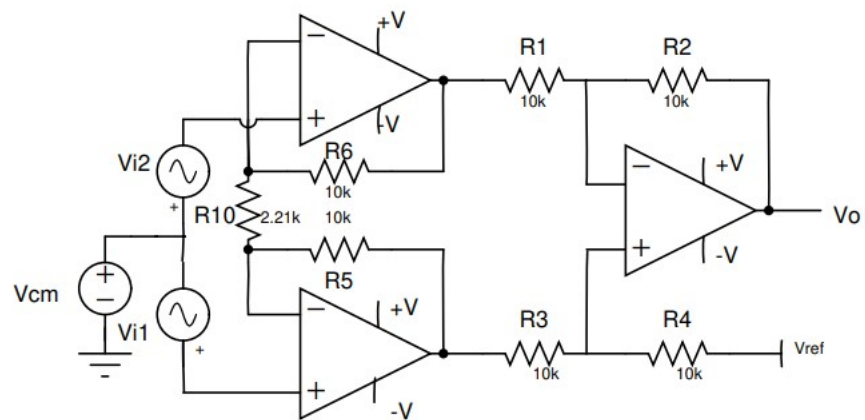 +V
R1
R2
10k
10k
−
+
-V
Vi2
R6
10k
+
R10
2.21k
10k
R5
Vcm
+
−
Vi1
+
−
+
+V
-V
−
+
+V
-V
Vo
R3
R4
10k
10k
Vref